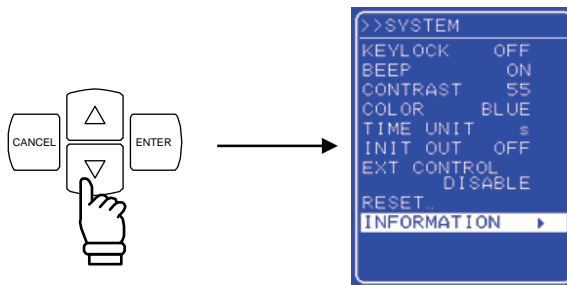 CANCEL
ENTER
>>SYSTEM
KEYLOCK OFF
BEEP ON
CONTRAST 55
COLOR BLUE
TIME UNIT s
INIT OUT OFF
EXT CONTROL
DISABLE
RESET…
INFORMATION